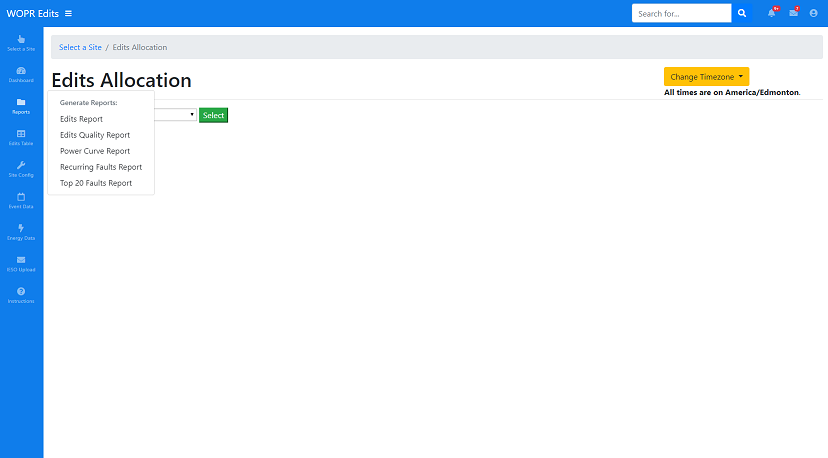 WOPR Edits
Search for...
9+
7
Select a Site
Dashboard
Reports
Edits Table
Site Config
Event Data
Energy Data
IESO Upload
Instructions
Select a Site / Edits Allocation
Edits Allocation
Change Timezone
All times are on America/Edmonton.
Generate Reports:
Edits Report
Edits Quality Report
Power Curve Report
Recurring Faults Report
Top 20 Faults Report
Select